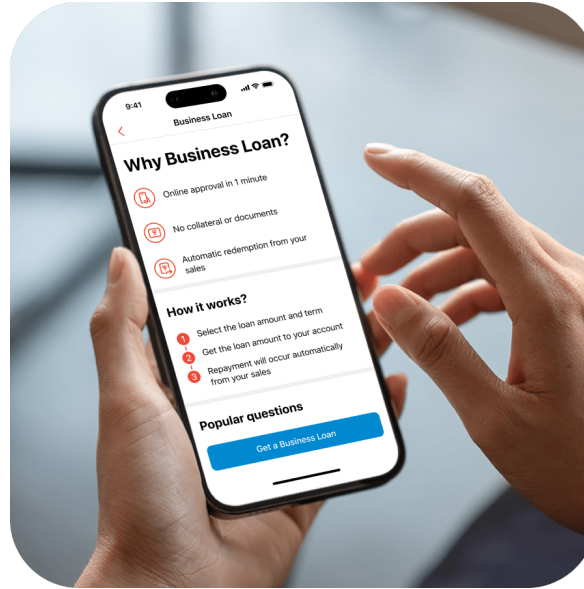 9:41
Business Loan
Why Business Loan?
Online approval in 1 minute
No collateral or documents
Automatic redemption from your
sales
How it works?
1 Select the loan amount and term
2 Get the loan amount to your account
3 Repayment will occur automatically
from your sales
Popular questions
Get a Business Loan